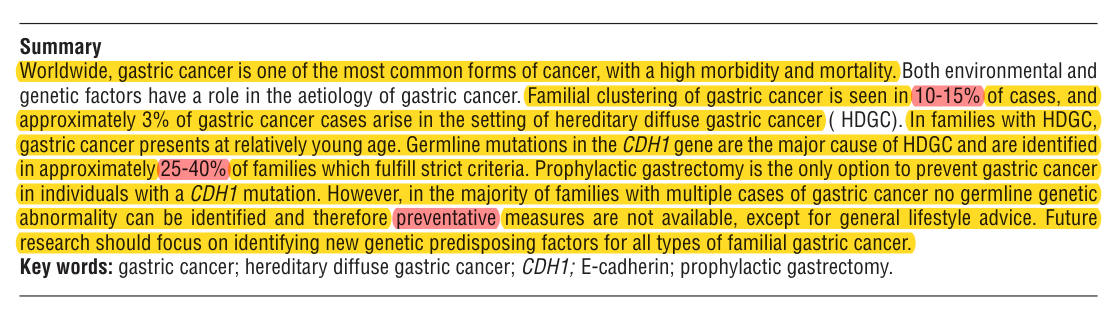 Summary
Worldwide, gastric cancer is one of the most common forms of cancer, with a high morbidity and mortality. Both environmental and
genetic factors have a role in the aetiology of gastric cancer. Familial clustering of gastric cancer is seen in 10-15% of cases, and
approximately 3% of gastric cancer cases arise in the setting of hereditary diffuse gastric cancer ( HDGC). In families with HDGC,
gastric cancer presents at relatively young age. Germline mutations in the CDH1 gene are the major cause of HDGC and are identified
in approximately 25-40% of families which fulfill strict criteria. Prophylactic gastrectomy is the only option to prevent gastric cancer
in individuals with a CDH1 mutation. However, in the majority of families with multiple cases of gastric cancer no germline genetic
abnormality can be identified and therefore preventative measures are not available, except for general lifestyle advice. Future
research should focus on identifying new genetic predisposing factors for all types of familial gastric cancer.
Key words: gastric cancer; hereditary diffuse gastric cancer; CDH1; E-cadherin; prophylactic gastrectomy.